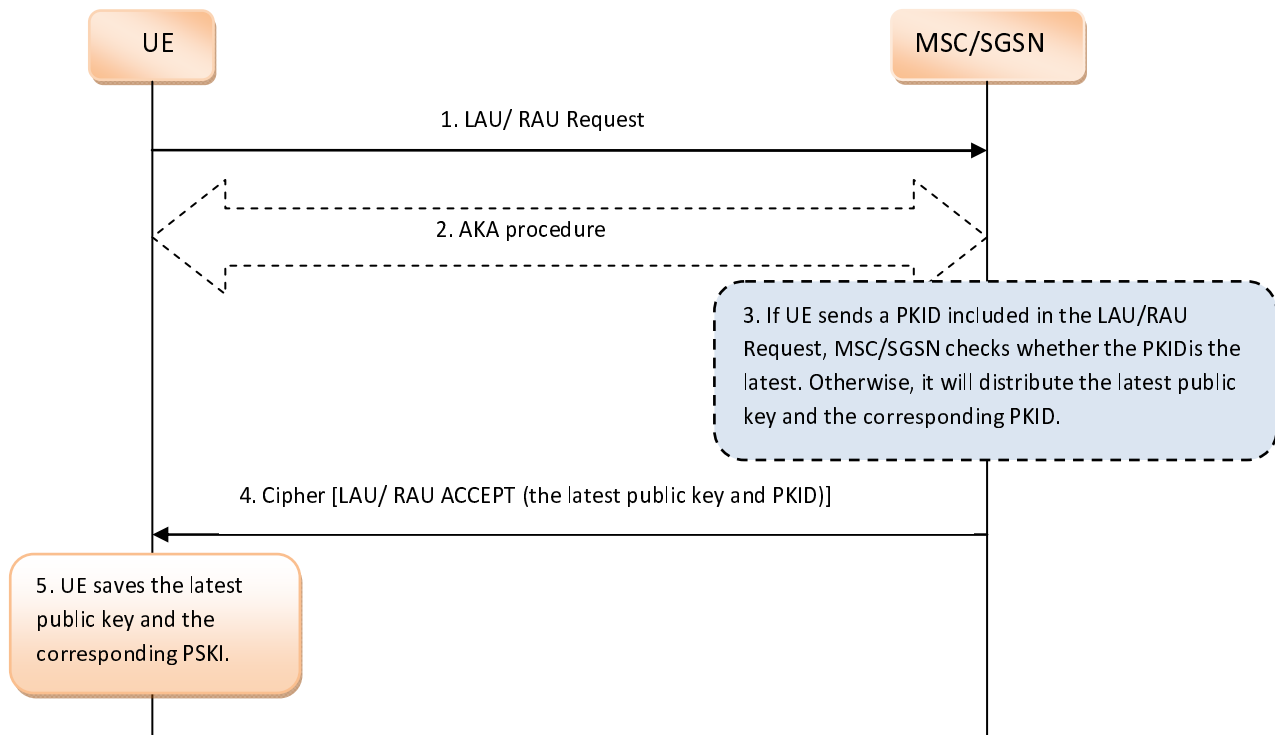 UE
MSC/SGSN
1. LAU/ RAU Request
2. AKA procedure
3. If UE sends a PKID included in the LAU/RAU
Request, MSC/SGSN checks whether the PKIDis the
latest. Otherwise, it will distribute the latest public
key and the corresponding PKID.
4. Cipher [LAU/ RAU ACCEPT (the latest public key and PKID)]
5. UE saves the latest
public key and the
corresponding PSKI.